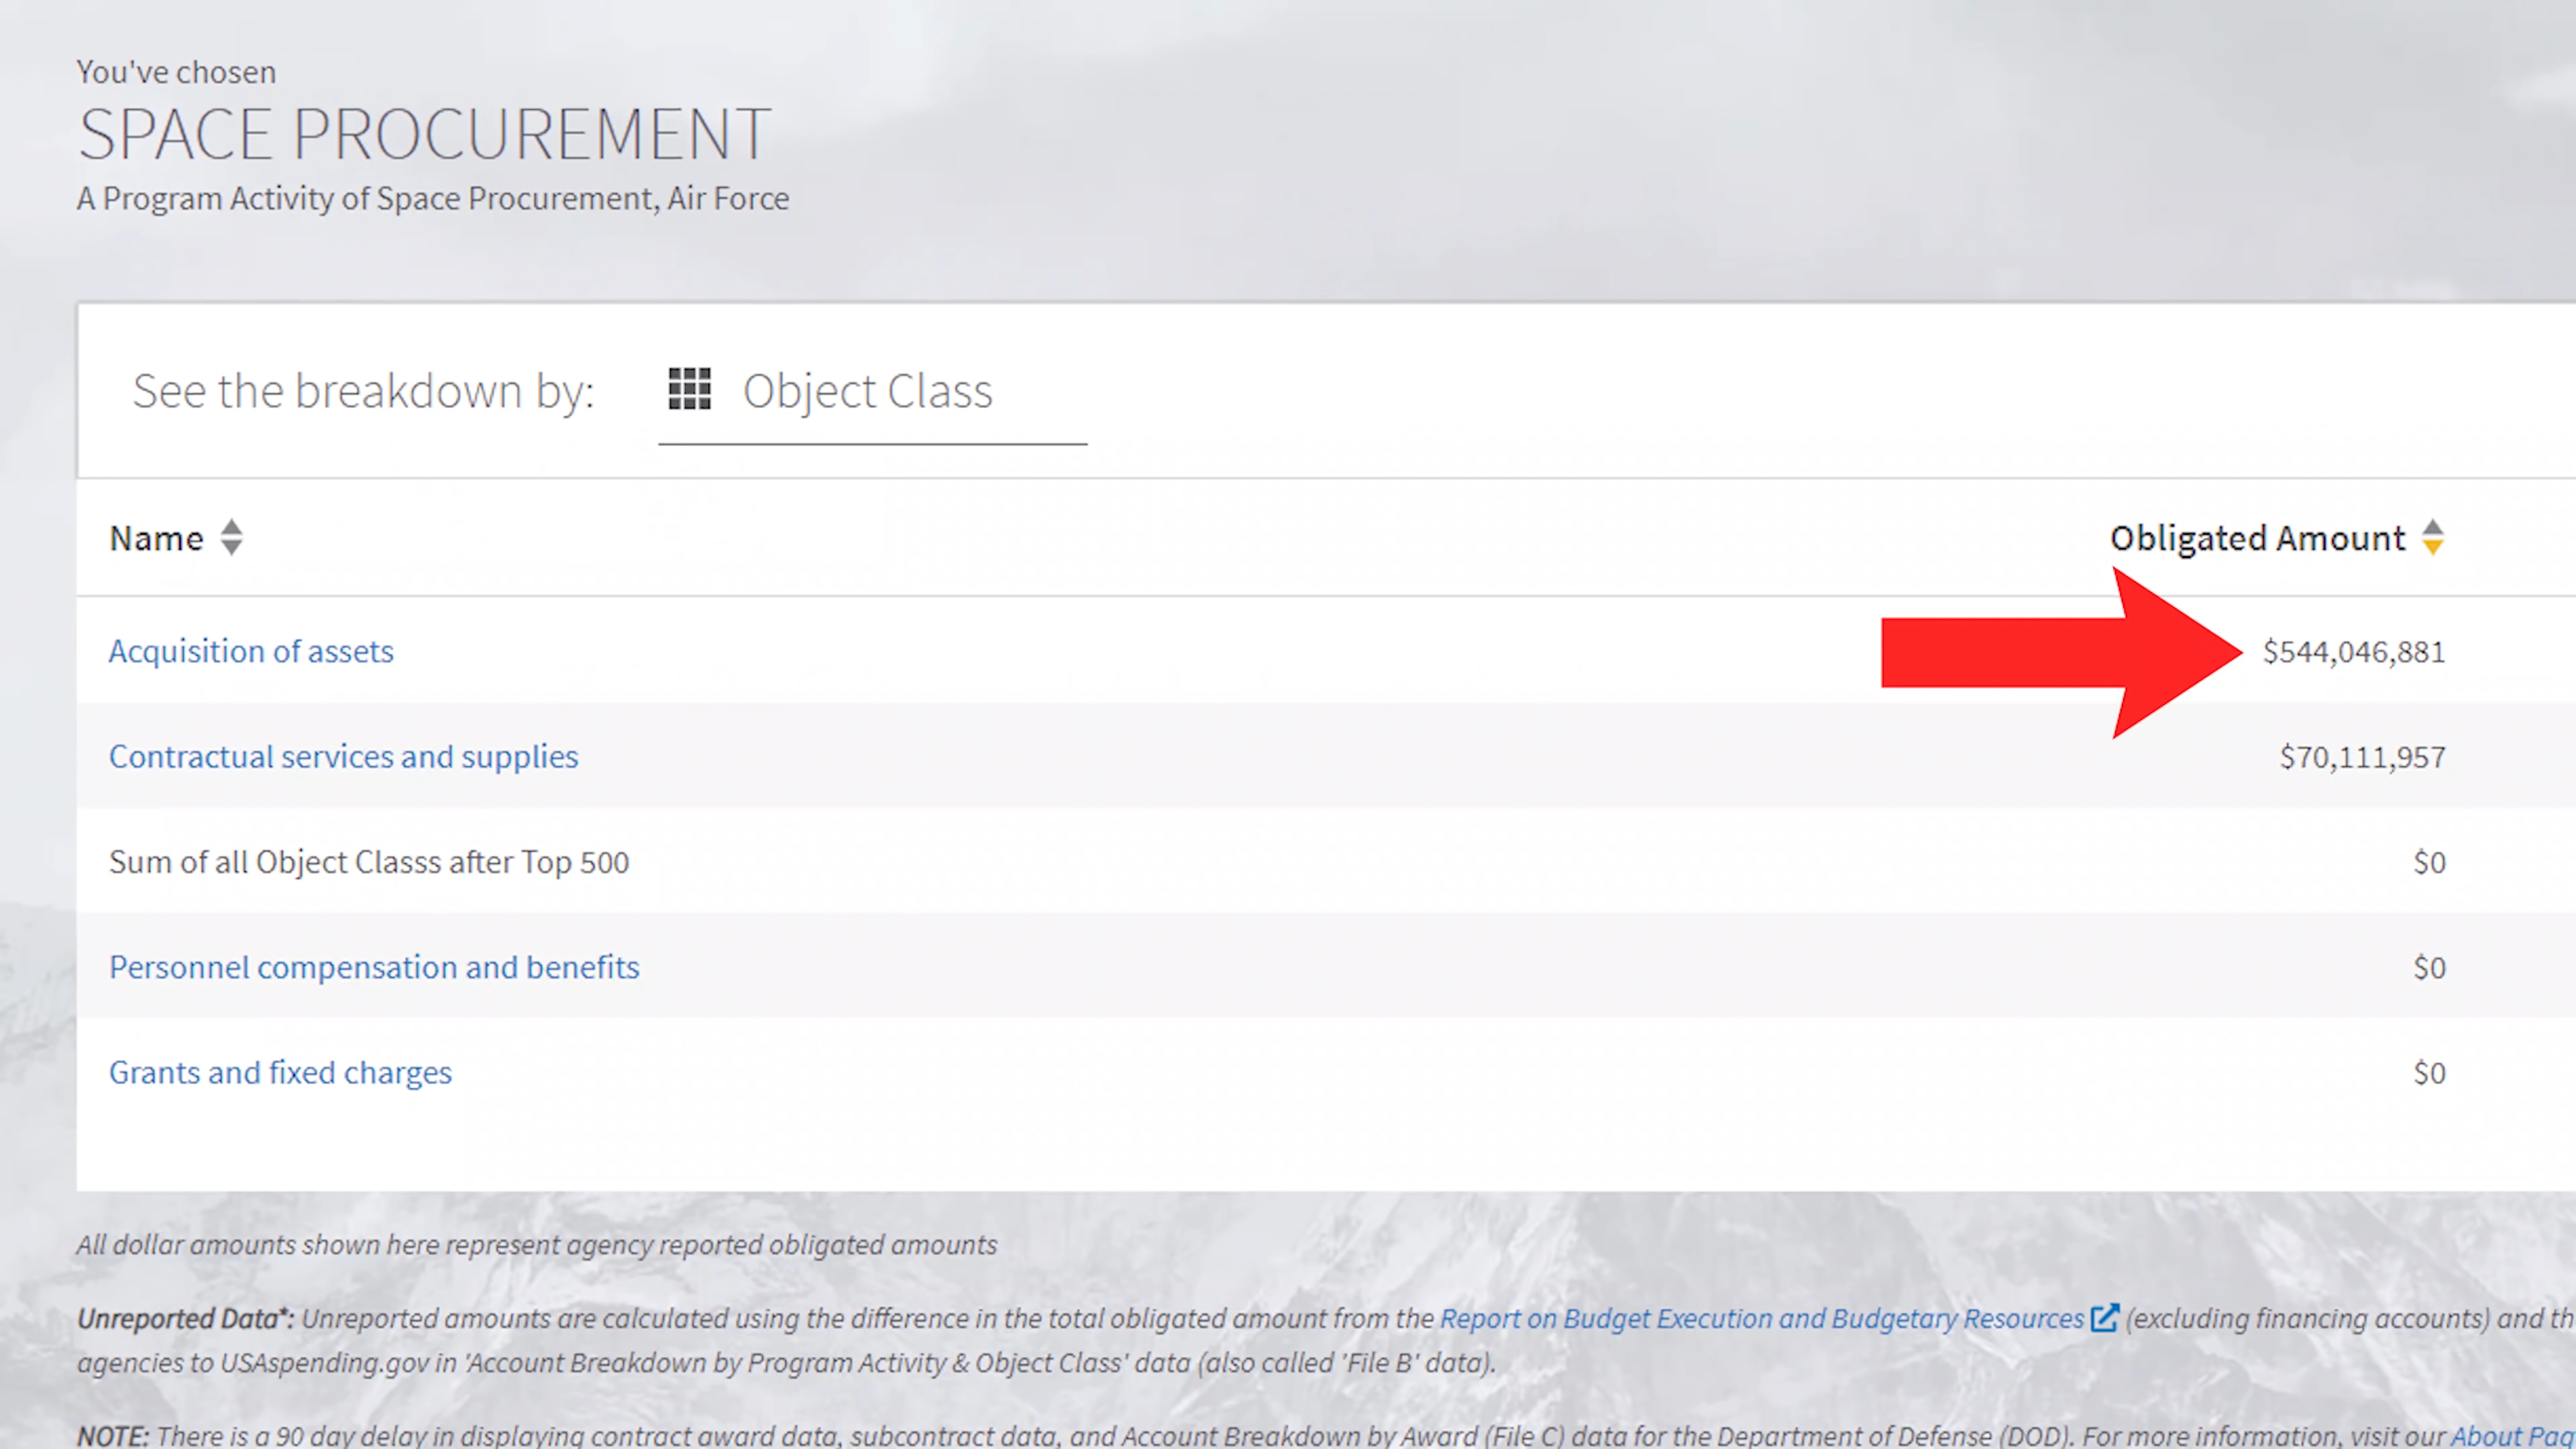 You've chosen
SPACE PROCUREMENT
A Program Activity of Space Procurement, Air Force
See the breakdown by: Object Class
Name Obligated Amount
Acquisition of assets $544,046,881
Contractual services and supplies $70,111,957
Sum of all Object Classs after Top 500 $0
Personnel compensation and benefits $0
Grants and fixed charges $0
All dollar amounts shown here represent agency reported obligated amounts
Unreported Data*: Unreported amounts are calculated using the difference in the total obligated amount from the Report on Budget Execution and Budgetary Resources (excluding financing accounts) and
agencies to USAspending.gov in 'Account Breakdown by Program Activity & Object Class' data (also called 'File B' data).
NOTE: There is a 90 day delay in displaying contract award data, subcontract data, and Account Breakdown by Award (File C) data for the Department of Defense (DOD). For more information, visit our About